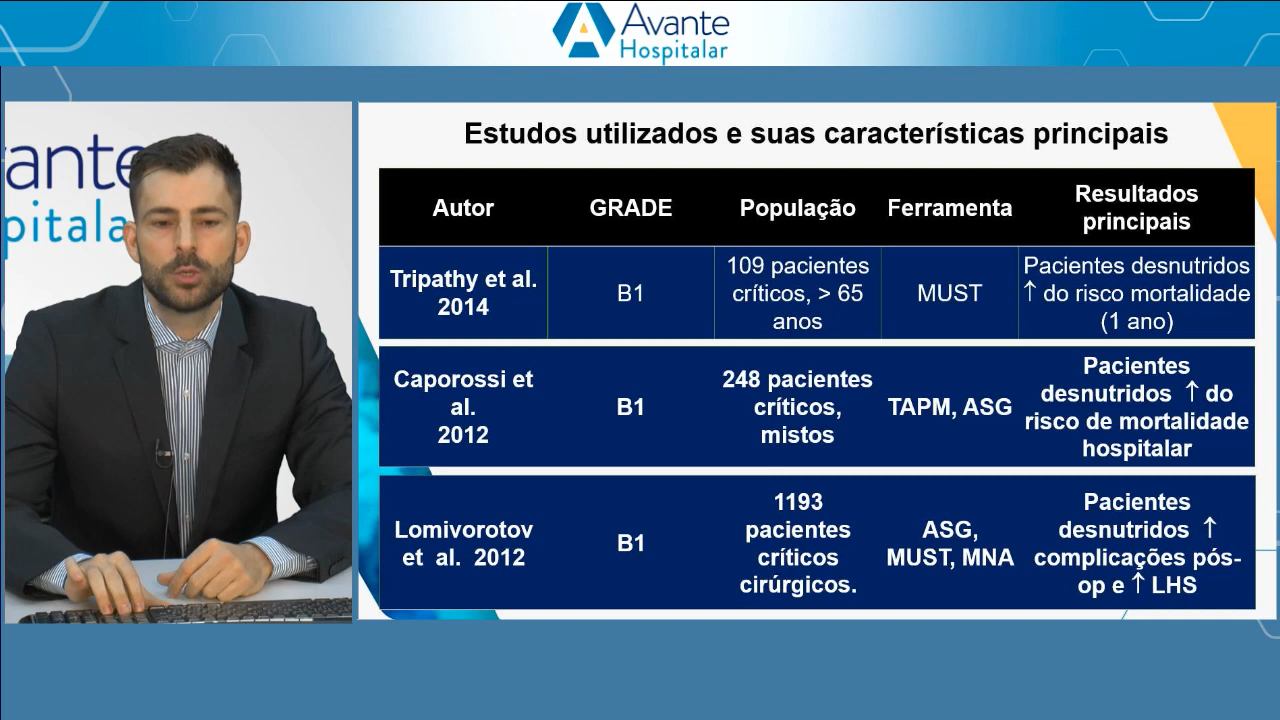 Avante
Hospitalar
vante
spitala
Estudos utilizados e suas características principais
Autor
GRADE
População
Ferramenta
Resultados
principais
Tripathy et al.
2014
B1
109 pacientes
críticos, > 65
anos
MUST
Pacientes desnutridos
↑ do risco mortalidade
(1 ano)
Caporossi et
al.
2012
B1
248 pacientes
críticos,
mistos
TAPM, ASG
Pacientes
desnutridos ↑ do
risco de mortalidade
hospitalar
Lomivorotov
et al. 2012
B1
1193
pacientes
críticos
cirúrgicos.
ASG,
MUST, MNA
Pacientes
desnutridos ↑
complicações pós-
op e ↑ LHS